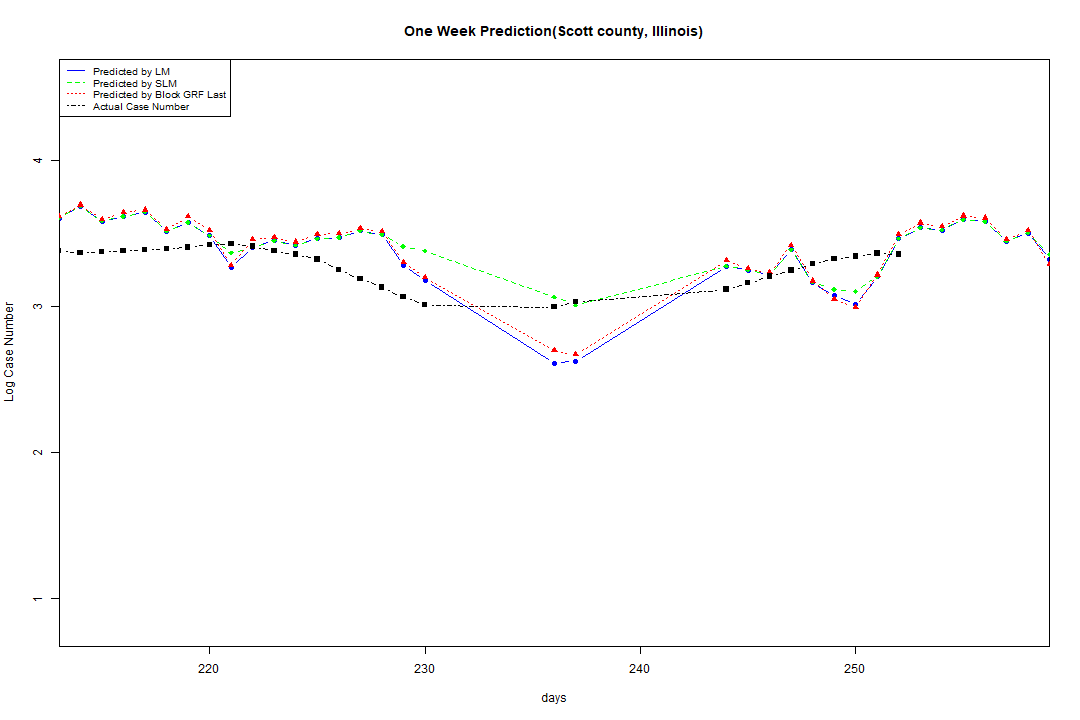 One Week Prediction(Scott county, Illinois)
Predicted by LM
Predicted by SLM
Predicted by Block GRF Last
Actual Case Number
4
3
2
1
Log Case Number
220 230 240 250
days